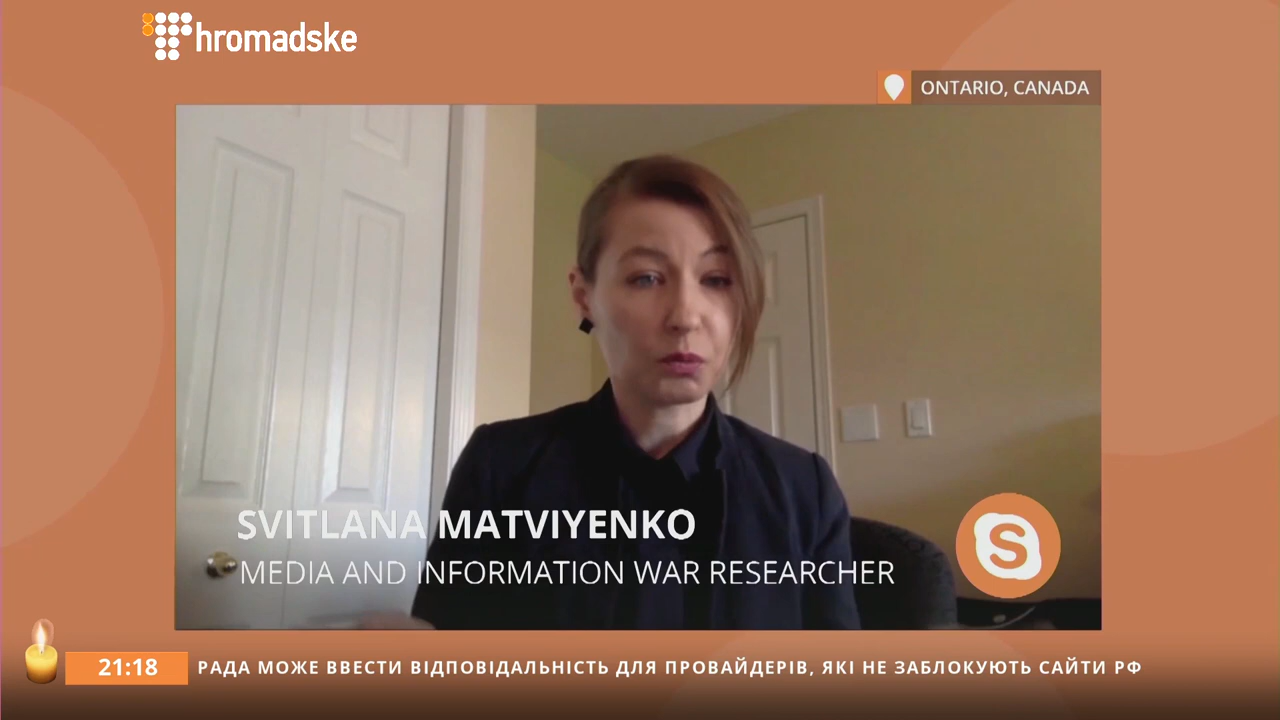 hromadske
ONTARIO, CANADA
SVITLANA MATVIYENKO
MEDIA AND INFORMATION WAR RESEARCHER
S
21:18 РАДА МОЖЕ ВВЕСТИ ВІДПОВІДАЛЬНІСТЬ ДЛЯ ПРОВАЙДЕРІВ, ЯКІ НЕ ЗАБЛОКУЮТЬ САЙТИ РФ